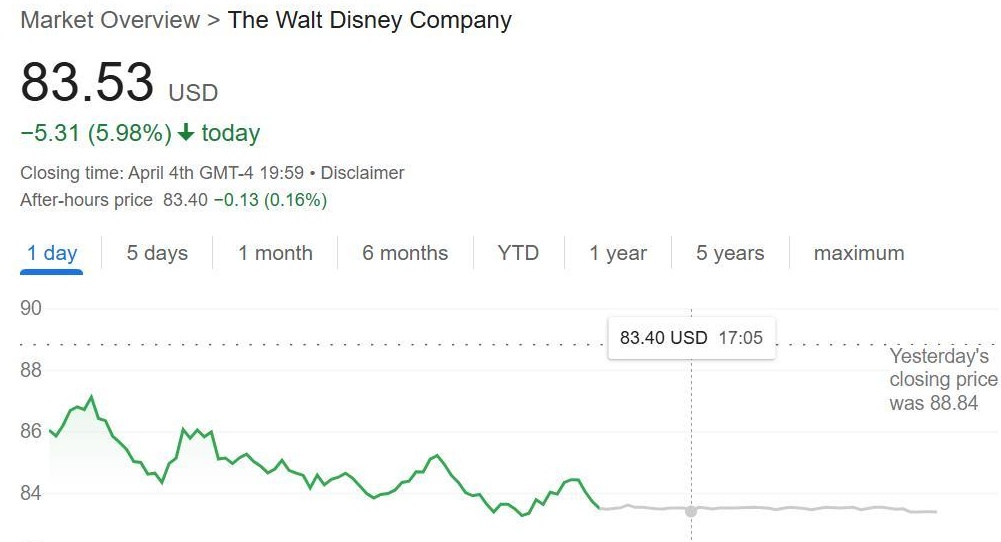 Market Overview > The Walt Disney Company
83.53 USD
−5.31 (5.98%) today
Closing time: April 4th GMT-4 19:59 • Disclaimer
After-hours price 83.40 −0.13 (0.16%)
1 day 5 days 1 month 6 months YTD 1 year 5 years maximum
90
83.40 USD 17:05
Yesterday's
closing price
was 88.84
88
86
84